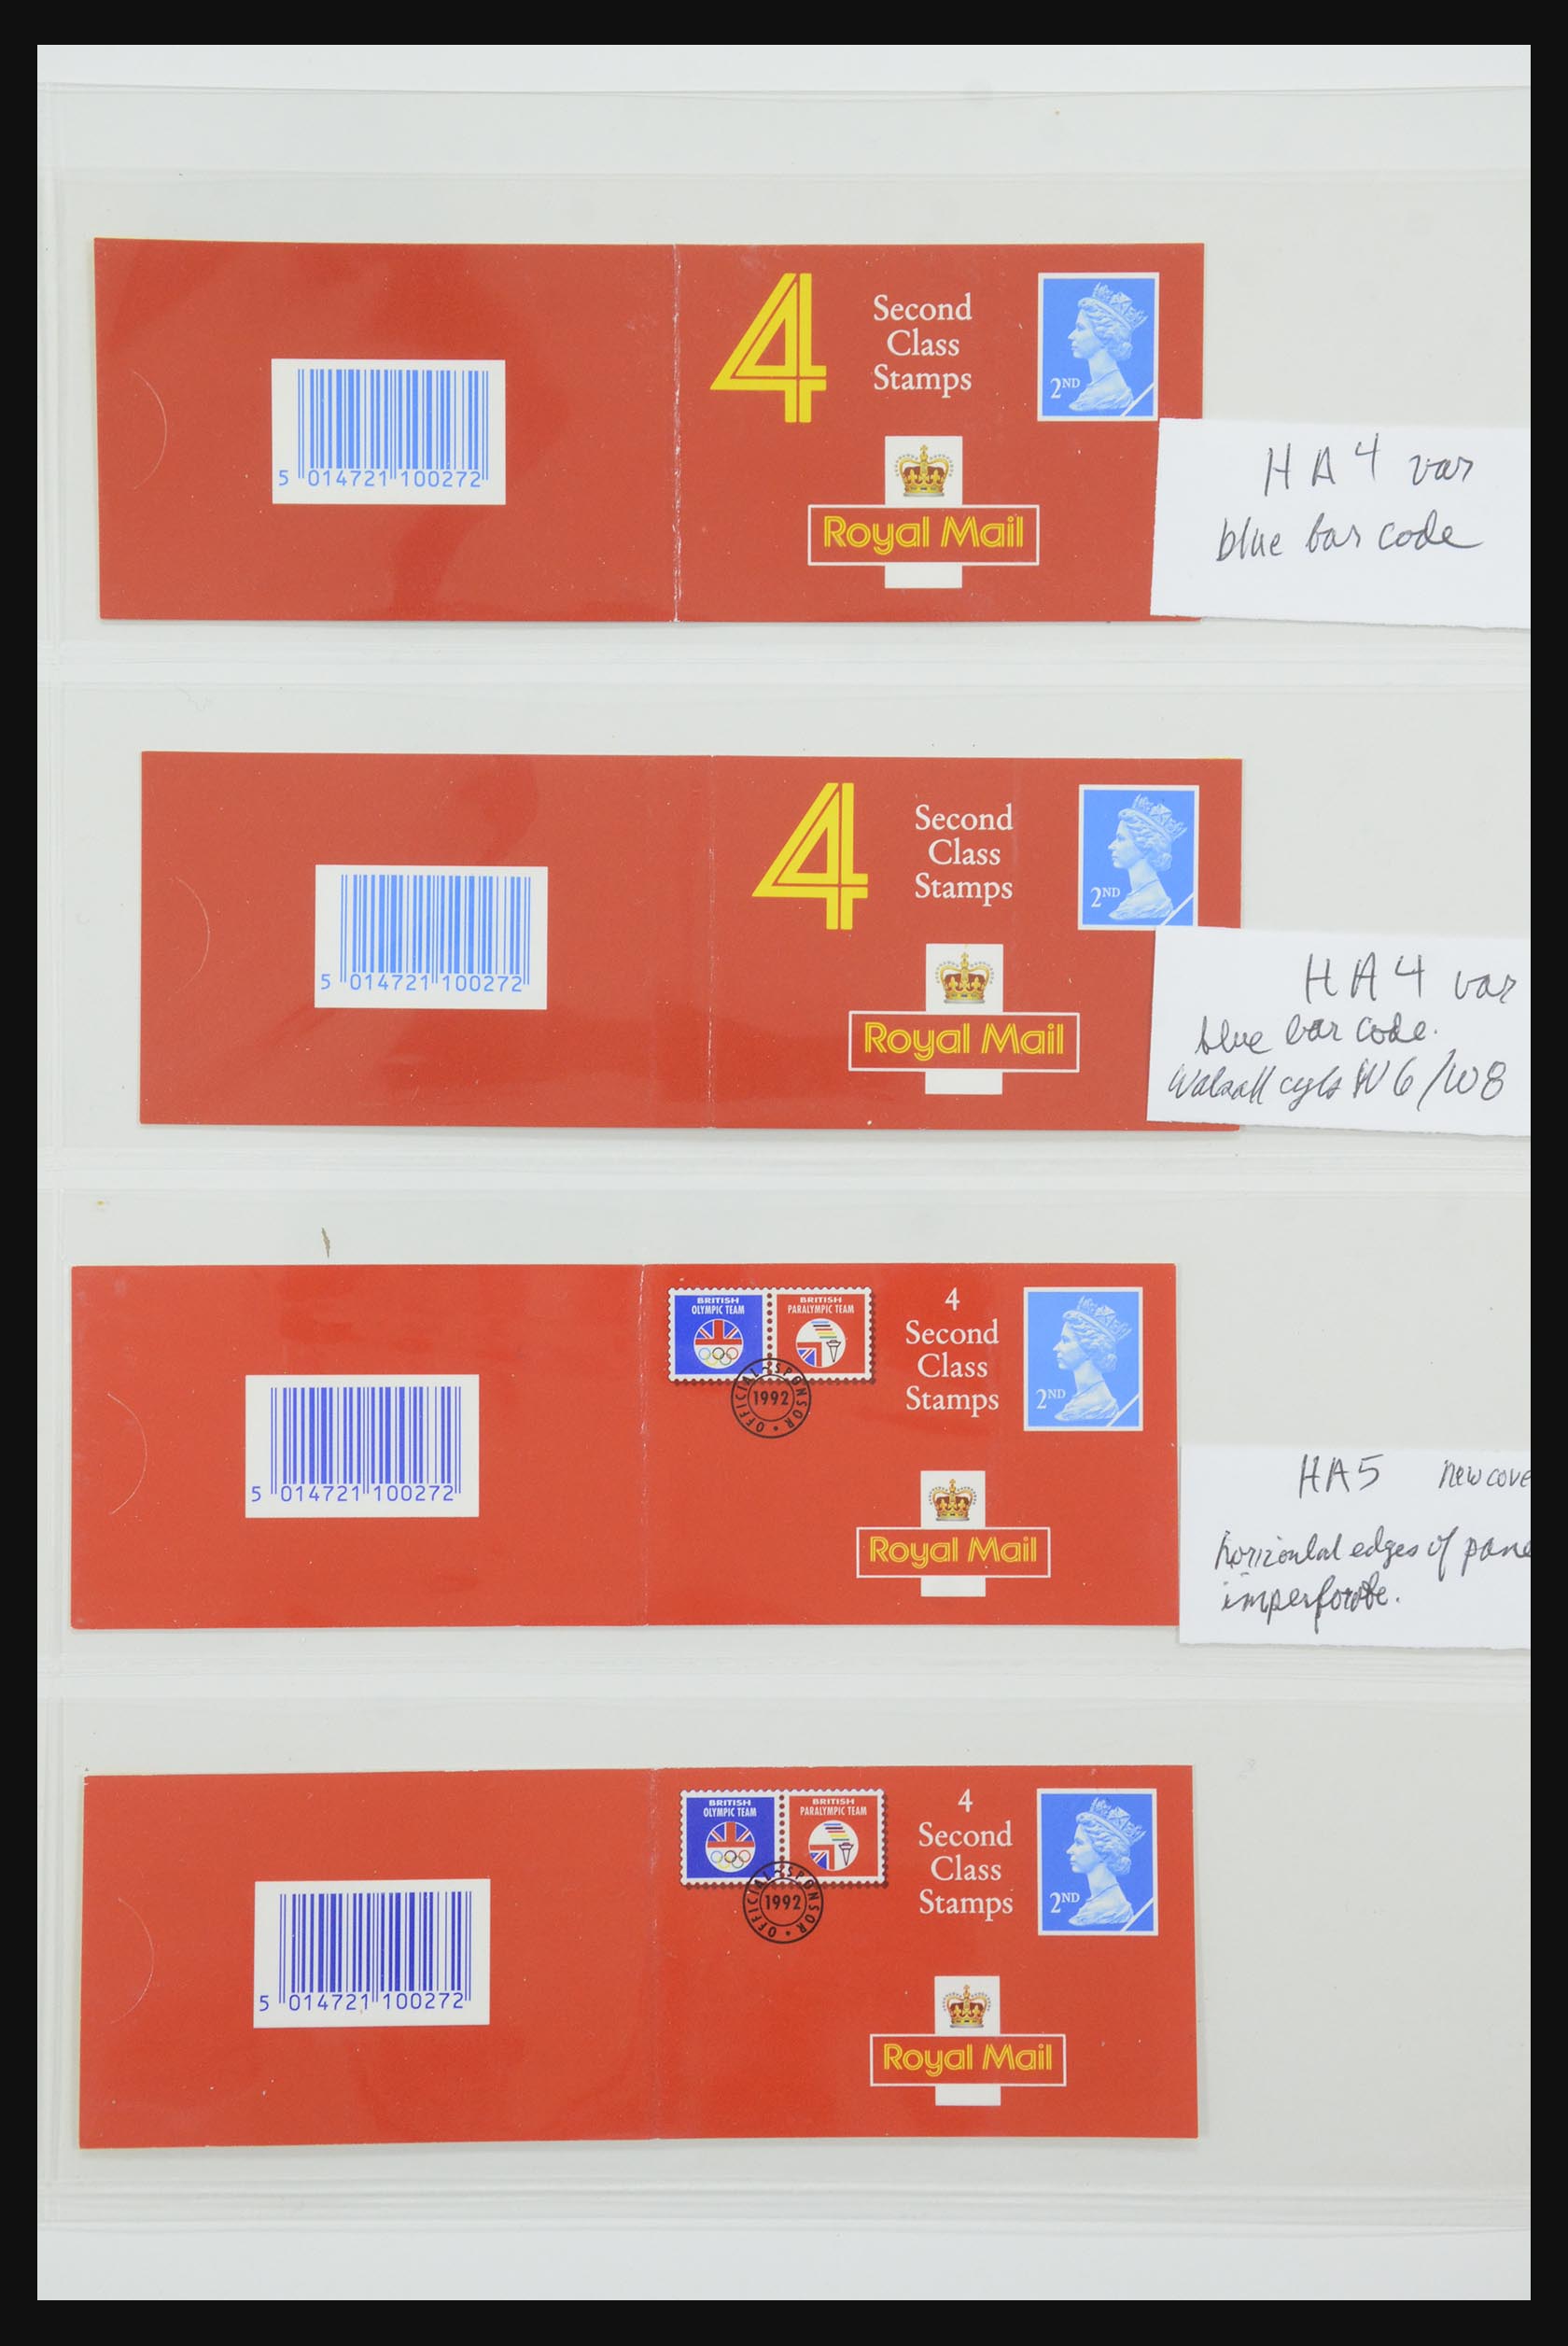 4
Second
Class
Stamps
2ND
5 014721 100272
Royal Mail
HA4 var
blue bar code
4
Second
Class
Stamps
2ND
5 014721 100272
Royal Mail
HA4 var
blue bar code.
Walsall cyls W6/W8
BRITISH
OLYMPIC TEAM
BRITISH
PARALYMPIC TEAM
OFFICIAL SPONSOR
1992
4
Second
Class
Stamps
2ND
5 014721 100272
Royal Mail
HA5 new cove
horizontal edges of pane
imperforate.
BRITISH
OLYMPIC TEAM
BRITISH
PARALYMPIC TEAM
OFFICIAL SPONSOR
1992
4
Second
Class
Stamps
2ND
5 014721 100272
Royal Mail